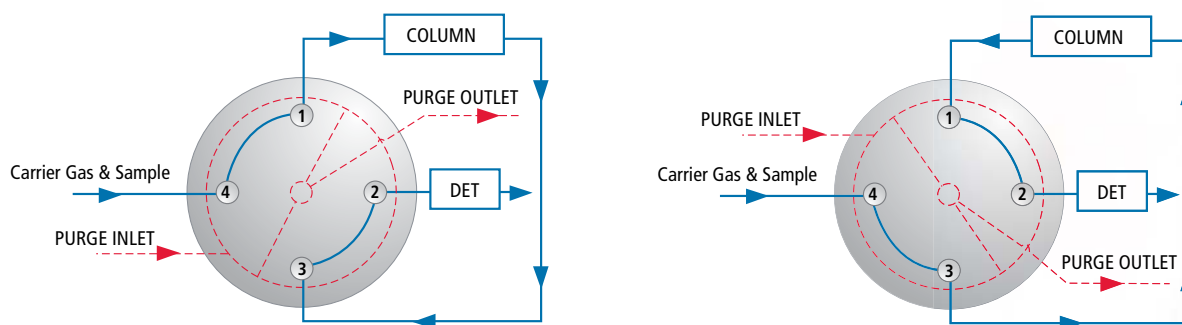 COLUMN
PURGE OUTLET
1
Carrier Gas & Sample
4
2
DET
PURGE INLET
3
COLUMN
PURGE INLET
1
Carrier Gas & Sample
4
2
DET
PURGE OUTLET
3